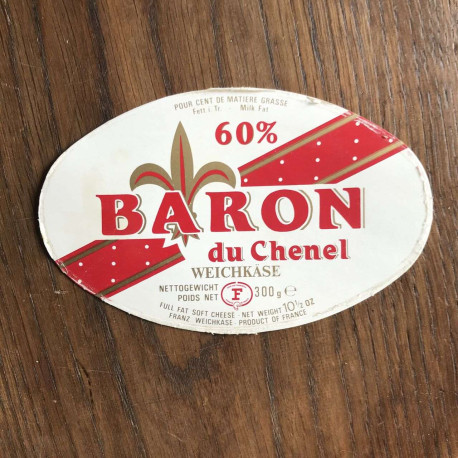 POUR CENT DE MATIERE GRASSE
Fett i. Tr. Milk Fat
60%
BARON
du Chenel
WEICHKÄSE
NETTOGEWICHT
POIDS NET F 300g e
FULL FAT SOFT CHEESE · NET WEIGHT 10½ OZ
FRANZ. WEICHKÄSE · PRODUCT OF FRANCE